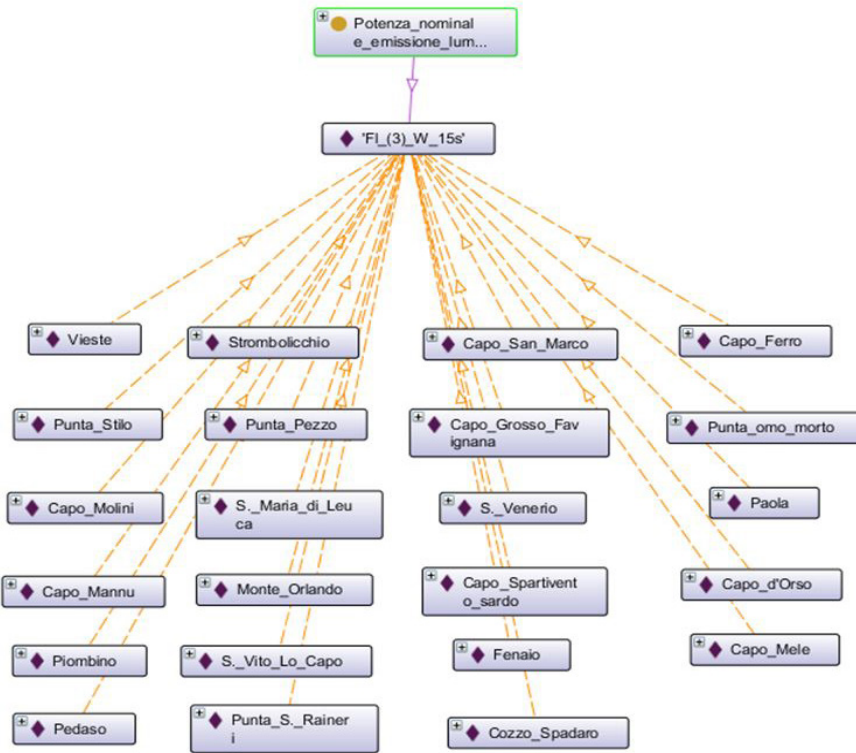 Potenza_nominal
e_emissione_lum...
'Fl_(3)_W_15s'
Vieste
Strombolicchio
Capo_San_Marco
Capo_Ferro
Punta_Stilo
Punta_Pezzo
Capo_Grosso_Fav
ignana
Punta_omo_morto
Capo_Molini
S._Maria_di_Leu
ca
S._Venerio
Paola
Capo_Mannu
Monte_Orlando
Capo_Spartivent
o_sardo
Capo_d'Orso
Piombino
S._Vito_Lo_Capo
Fenaio
Capo_Mele
Pedaso
Punta_S._Rainer
i
Cozzo_Spadaro